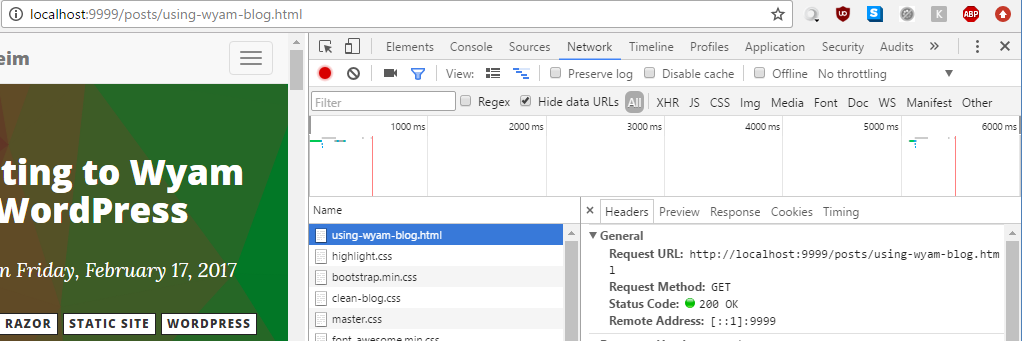 localhost:9999/posts/using-wyam-blog.html
eim
ting to Wyam
WordPress
n Friday, February 17, 2017
RAZOR STATIC SITE WORDPRESS
Elements Console Sources Network Timeline Profiles Application Security Audits »
View: Preserve log Disable cache Offline No throttling
Filter Regex Hide data URLs All XHR JS CSS Img Media Font Doc WS Manifest Other
1000 ms 2000 ms 3000 ms 4000 ms 5000 ms 6000 ms
Name
using-wyam-blog.html
highlight.css
bootstrap.min.css
clean-blog.css
master.css
font-awesome.min.css
× Headers Preview Response Cookies Timing
General
Request URL: http://localhost:9999/posts/using-wyam-blog.htm
l
Request Method: GET
Status Code: 200 OK
Remote Address: [::1]:9999